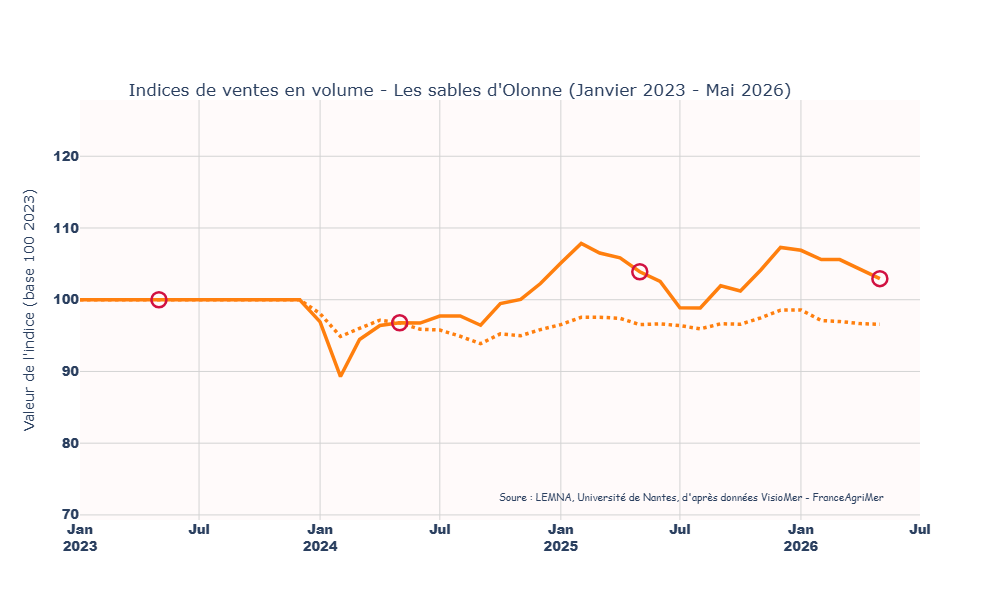 Indices de ventes en volume - Les sables d'Olonne (Janvier 2023 - Mai 2026)
Valeur de l'indice (base 100 2023)
120
110
100
90
80
70
Soure : LEMNA, Université de Nantes, d'après données VisioMer - FranceAgriMer
Jan Jul Jan Jul Jan Jul Jan Jul
2023 2024 2025 2026